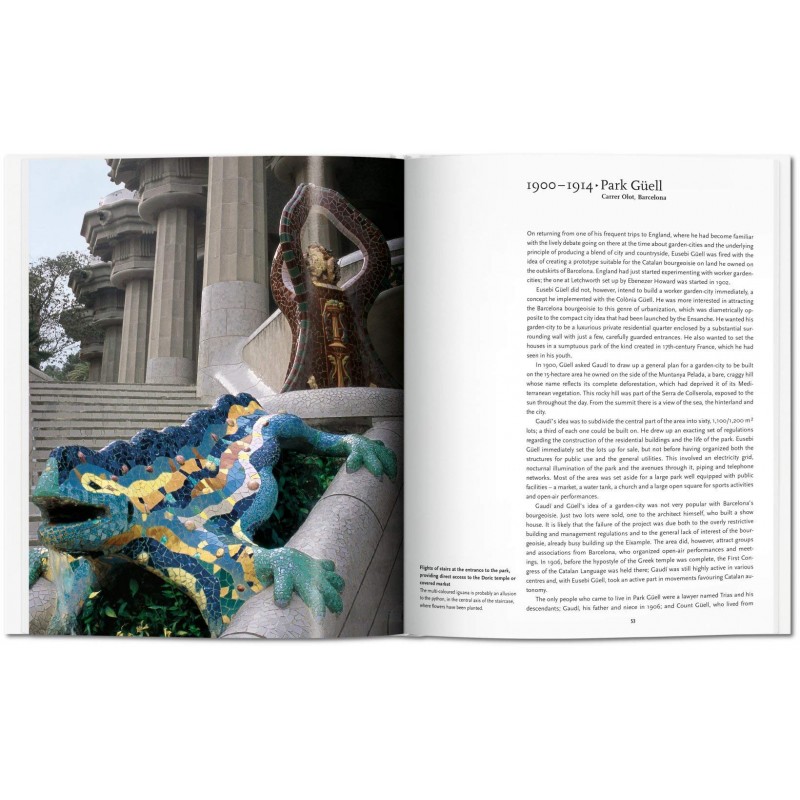 1900–1914 · Park Güell
Carrer Olot, Barcelona
On returning from one of his frequent trips to England, where he had become familiar
with the lively debate going on there at the time about garden-cities and the underlying
principle of producing a blend of city and countryside, Eusebi Güell was fired with the
idea of creating a prototype suitable for the Catalan bourgeoisie on land he owned on
the outskirts of Barcelona. England had just started experimenting with worker garden-
cities; the one at Letchworth set up by Ebenezer Howard was started in 1902.
Eusebi Güell did not, however, intend to build a worker garden-city immediately, a
concept he implemented with the Colònia Güell. He was more interested in attracting
the Barcelona bourgeoisie to this genre of urbanization, which was diametrically op-
posite to the compact city idea that had been launched by the Ensanche. He wanted his
garden-city to be a luxurious private residential quarter enclosed by a substantial sur-
rounding wall with just a few, carefully guarded entrances. He also wanted to set the
houses in a sumptuous park of the kind created in 17th-century France, which he had
seen in his youth.
In 1900, Güell asked Gaudí to draw up a general plan for a garden-city to be built
on the 15-hectare area he owned on the side of the Muntanya Pelada, a bare, craggy hill
whose name reflects its complete deforestation, which had deprived it of its Medi-
terranean vegetation. This rocky hill was part of the Serra de Collserola, exposed to the
sun throughout the day. From the summit there is a view of the sea, the hinterland and
the city.
Gaudí's idea was to subdivide the central part of the area into sixty, 1,100/1,200 m²
lots; a third of each one could be built on. He drew up an exacting set of regulations
regarding the construction of the residential buildings and the life of the park. Eusebi
Güell immediately set the lots up for sale, but not before having organized both the
structures for public use and the general utilities. This involved an electricity grid,
nocturnal illumination of the park and the avenues through it, piping and telephone
networks. Most of the area was set aside for a large park well equipped with public
facilities – a market, a water tank, a church and a large open square for sports activities
and open-air performances.
Gaudí and Güell's idea of a garden-city was not very popular with Barcelona's
bourgeoisie. Just two lots were sold, one to the architect himself, who built a show
house. It is likely that the failure of the project was due both to the overly restrictive
building and management regulations and to the general lack of interest of the bour-
geoisie, already busy building up the Eixample. The area did, however, attract groups
and associations from Barcelona, who organized open-air performances and meet-
ings. In 1906, before the hypostyle of the Greek temple was complete, the First Con-
gress of the Catalan Language was held there; Gaudí was still highly active in various
centres and, with Eusebi Güell, took an active part in movements favouring Catalan au-
tonomy.
The only people who came to live in Park Güell were a lawyer named Trias and his
descendants; Gaudí, his father and niece in 1906; and Count Güell, who lived from
Flights of stairs at the entrance to the park,
providing direct access to the Doric temple or
covered market
The multi-coloured iguana is probably an allusion
to the python, in the central axis of the staircase,
where flowers have been planted.
53